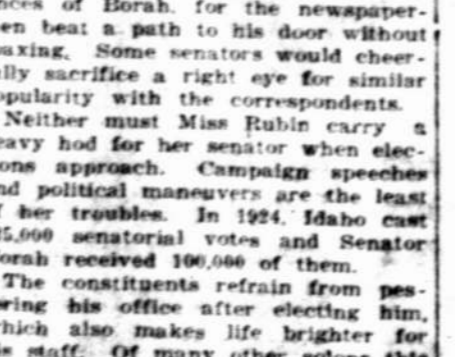 nces of Borah, for the newspaper-
en beat a path to his door without
axing. Some senators would cheer-
lly sacrifice a right eye for similar
opularity with the correspondents.
Neither must Miss Rubin carry a
eavy hod for her senator when elec-
ons approach. Campaign speeches
nd political maneuvers are the least
f her troubles. In 1924, Idaho cast
25,000 senatorial votes and Senator
orah received 100,000 of them.
The constituents refrain from pes-
ring his office after electing him,
hich also makes life brighter for
is staff. Of many other